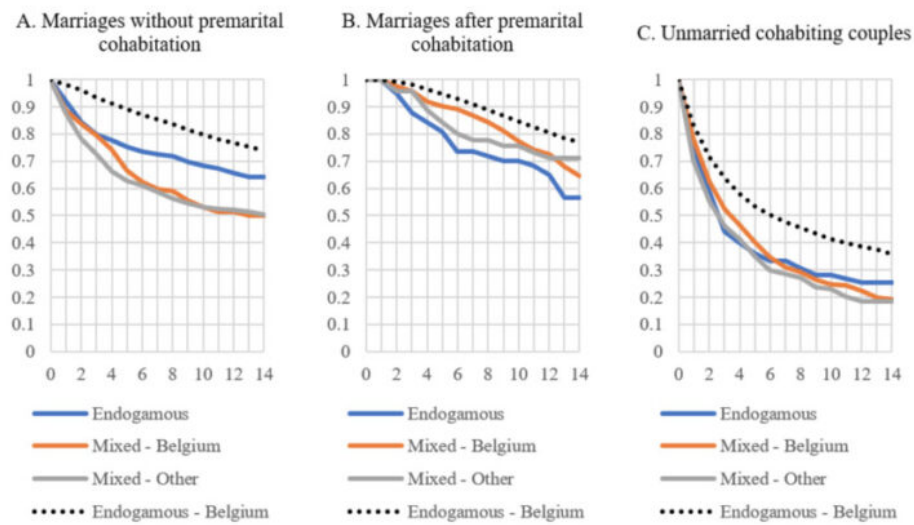 A. Marriages without premarital
cohabitation
1
0.9
0.8
0.7
0.6
0.5
0.4
0.3
0.2
0.1
0
0 2 4 6 8 10 12 14
Endogamous
Mixed - Belgium
Mixed - Other
Endogamous - Belgium
B. Marriages after premarital
cohabitation
1
0.9
0.8
0.7
0.6
0.5
0.4
0.3
0.2
0.1
0
0 2 4 6 8 10 12 14
Endogamous
Mixed - Belgium
Mixed - Other
Endogamous - Belgium
C. Unmarried cohabiting couples
1
0.9
0.8
0.7
0.6
0.5
0.4
0.3
0.2
0.1
0
0 2 4 6 8 10 12 14
Endogamous
Mixed - Belgium
Mixed - Other
Endogamous - Belgium